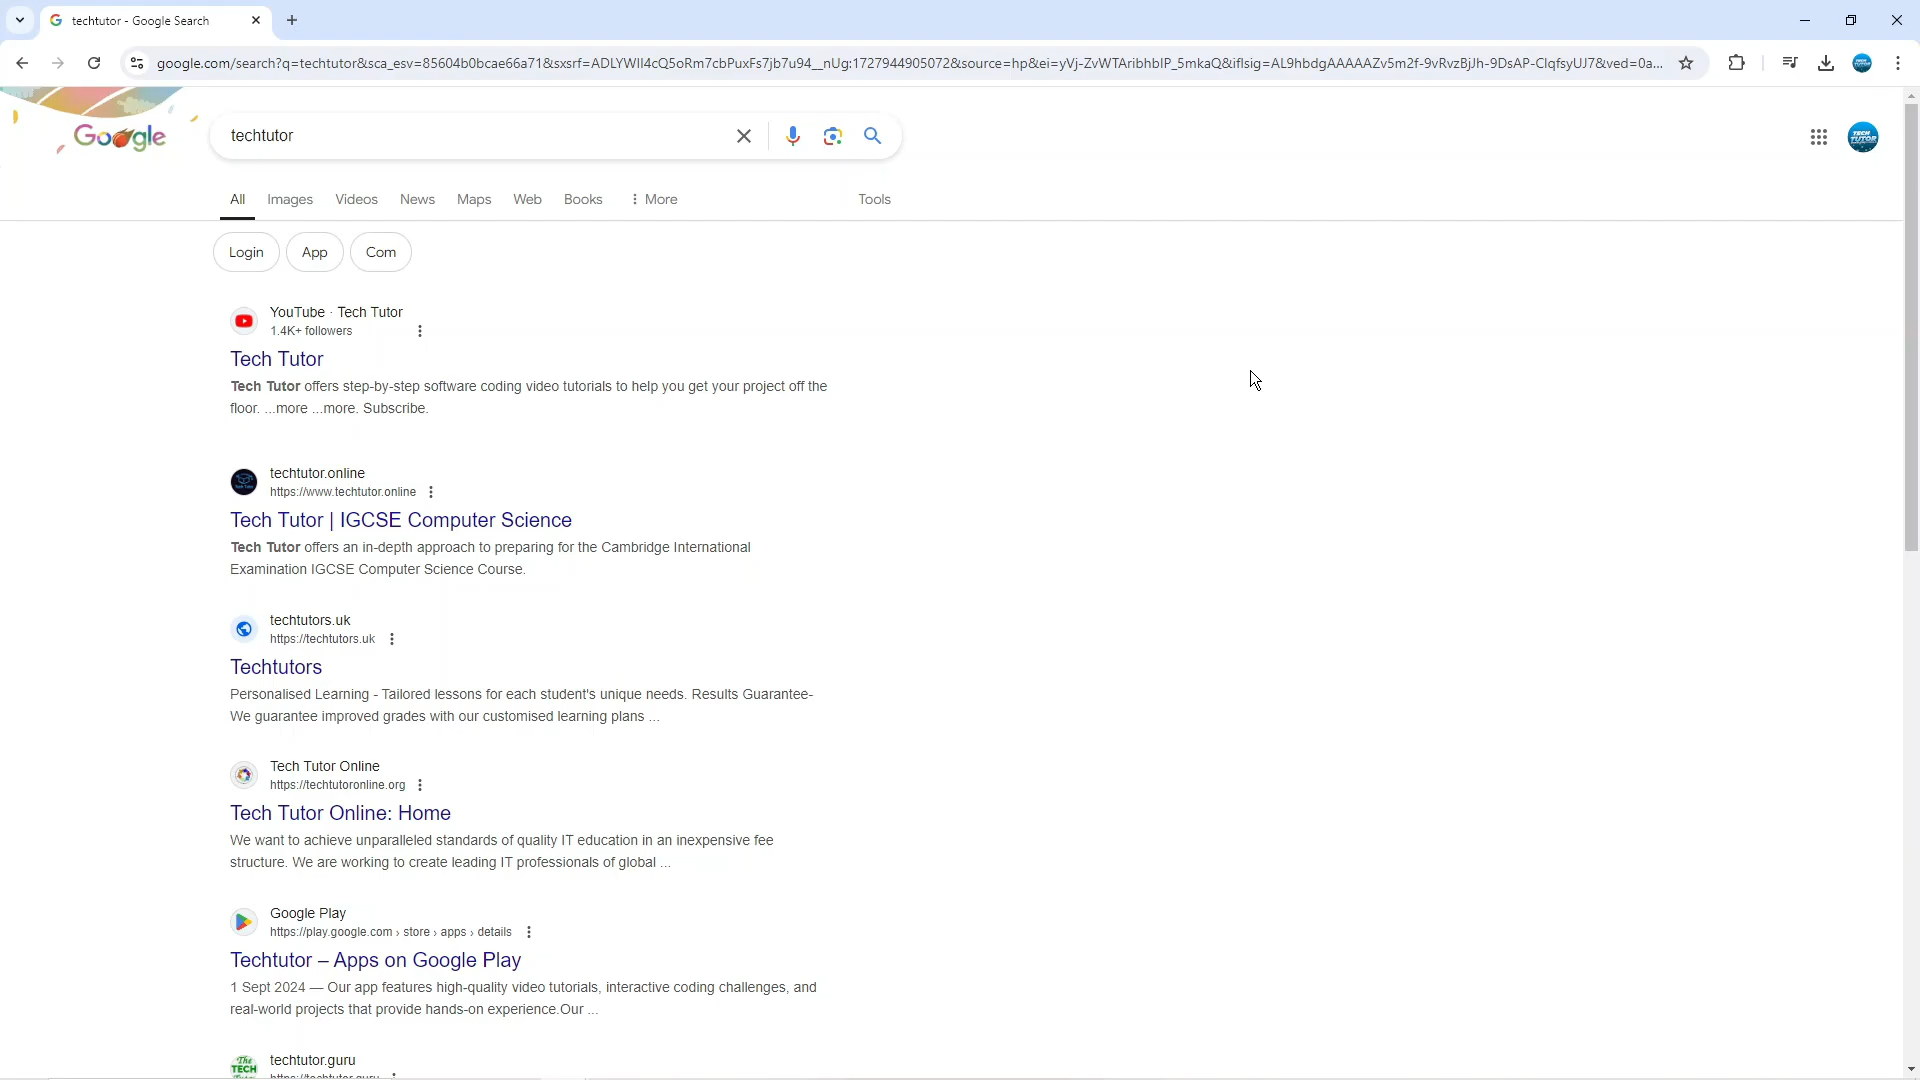 techtutor - Google Search
google.com/search?q=techtutor&sca_esv=85604b0bcae66a71&sxsrf=ADLYWIl4cQ5oRm7cbPuxFs7jb7u94__nUg:1727944905072&source=hp&ei=yVj-ZvWTAribhbIP_5mkaQ&iflsig=AL9hbdgAAAAAZv5m2f-9vRvzBjJh-9DsAP-ClqfsyUJ7&ved=0a...
Google
techtutor
TECH TUTOR
All Images Videos News Maps Web Books More Tools
Login App Com
YouTube · Tech Tutor
1.4K+ followers
Tech Tutor
Tech Tutor offers step-by-step software coding video tutorials to help you get your project off the
floor. ...more ...more. Subscribe.
techtutor.online
https://www.techtutor.online
Tech Tutor | IGCSE Computer Science
Tech Tutor offers an in-depth approach to preparing for the Cambridge International
Examination IGCSE Computer Science Course.
techtutors.uk
https://techtutors.uk
Techtutors
Personalised Learning - Tailored lessons for each student's unique needs. Results Guarantee-
We guarantee improved grades with our customised learning plans ...
Tech Tutor Online
https://techtutoronline.org
Tech Tutor Online: Home
We want to achieve unparalleled standards of quality IT education in an inexpensive fee
structure. We are working to create leading IT professionals of global ...
Google Play
https://play.google.com › store › apps › details
Techtutor – Apps on Google Play
1 Sept 2024 — Our app features high-quality video tutorials, interactive coding challenges, and
real-world projects that provide hands-on experience.Our ...
The
TECH
techtutor.guru
https://techtutor.guru